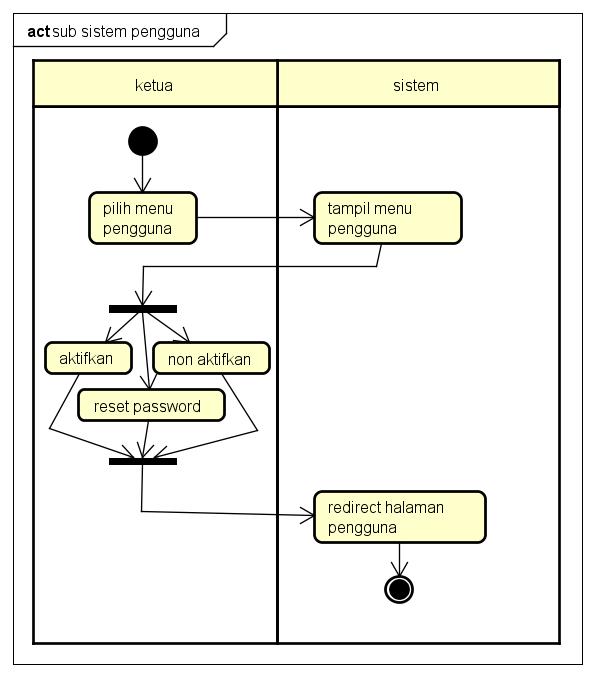 act sub sistem pengguna
ketua
sistem
pilih menu
pengguna
tampil menu
pengguna
aktifkan
non aktifkan
reset password
redirect halaman
pengguna